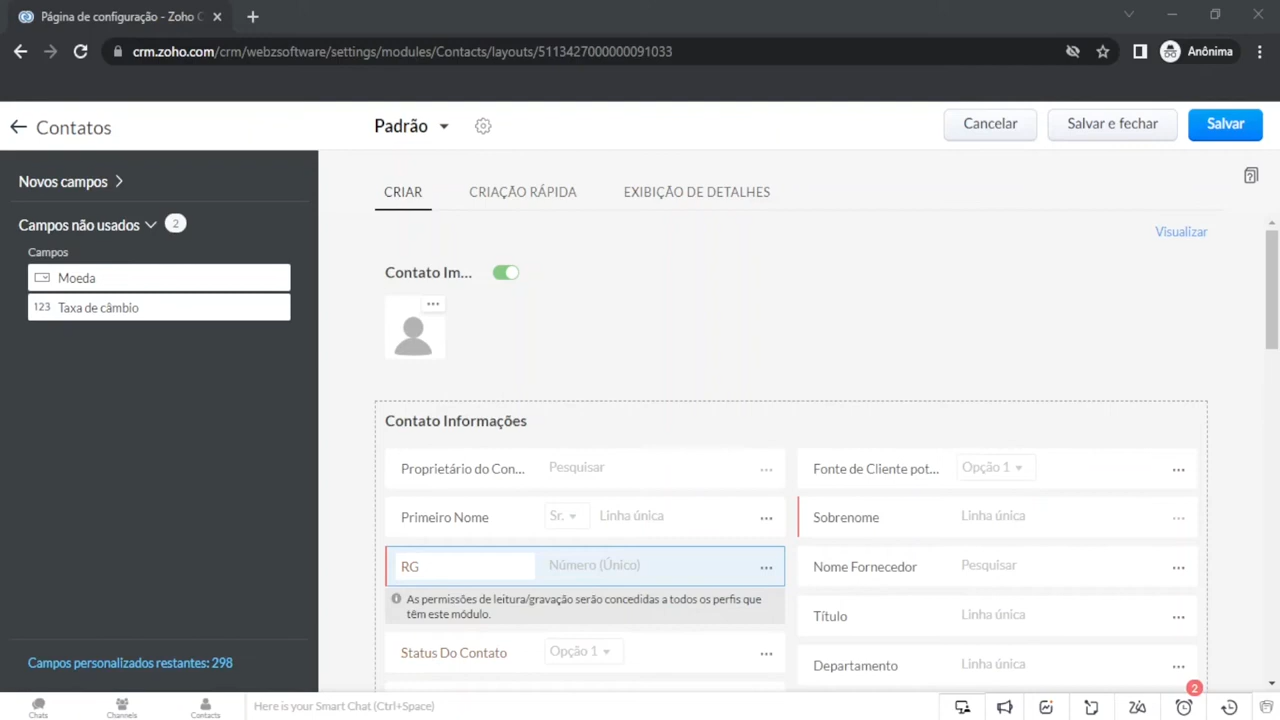 Página de configuração - Zoho C
crm.zoho.com/crm/webzsoftware/settings/modules/Contacts/layouts/5113427000000091033
Anônima
Contatos
Padrão
Cancelar
Salvar e fechar
Salvar
Novos campos
Campos não usados
2
Campos
Moeda
123 Taxa de câmbio
Campos personalizados restantes: 298
CRIAR
CRIAÇÃO RÁPIDA
EXIBIÇÃO DE DETALHES
Visualizar
Contato Im...
Contato Informações
Proprietário do Con...
Pesquisar
Fonte de Cliente pot...
Opção 1
Primeiro Nome
Sr.
Linha única
Sobrenome
Linha única
RG
Número (Único)
Nome Fornecedor
Pesquisar
As permissões de leitura/gravação serão concedidas a todos os perfis que
têm este módulo.
Título
Linha única
Status Do Contato
Opção 1
Departamento
Linha única
Chats
Channels
Contacts
Here is your Smart Chat (Ctrl+Space)
2